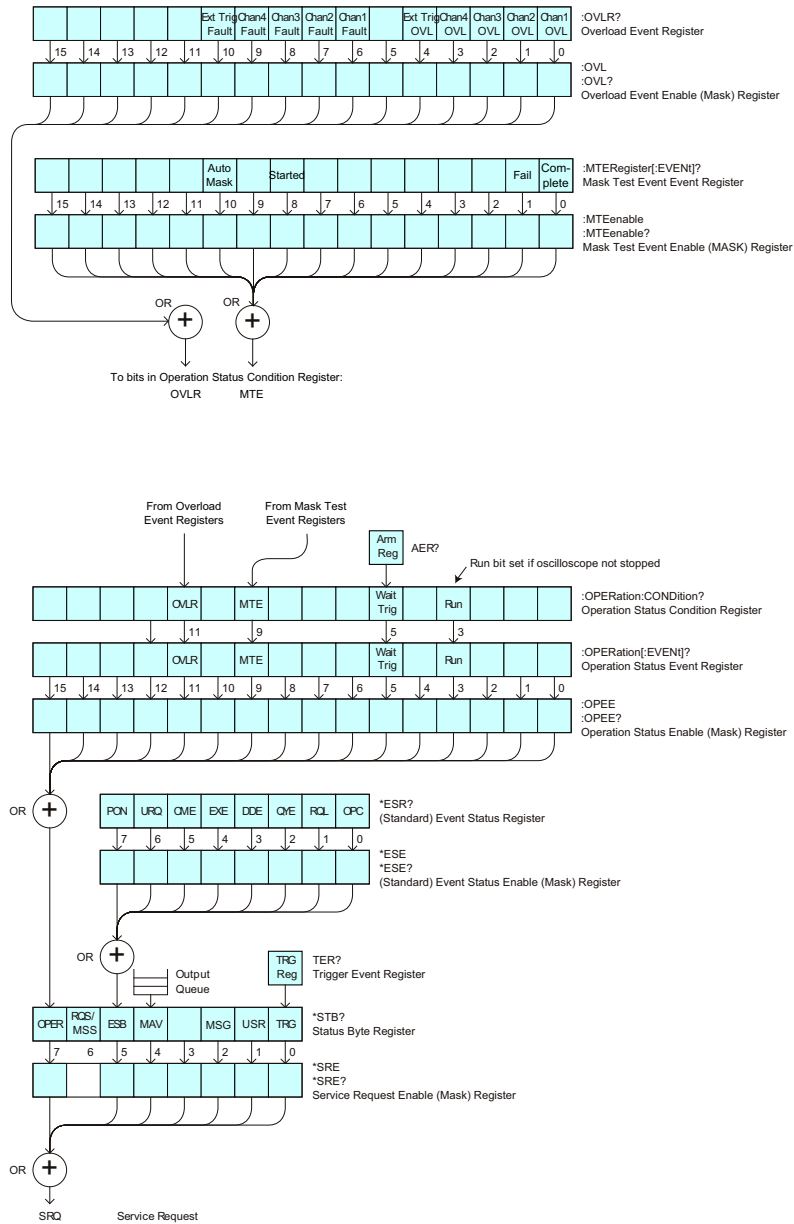 Ext Trig Chan4 Chan3 Chan2 Chan1 Ext Trig Chan4 Chan3 Chan2 Chan1 :OVLR?
Fault Fault Fault Fault Fault OVL OVL OVL OVL OVL Overload Event Register
15 14 13 12 11 10 9 8 7 6 5 4 3 2 1 0
:OVL
:OVL?
Overload Event Enable (Mask) Register
Auto Started Fail Com- :MTERegister[:EVENt]?
Mask plete Mask Test Event Event Register
15 14 13 12 11 10 9 8 7 6 5 4 3 2 1 0
:MTEenable
:MTEenable?
Mask Test Event Enable (MASK) Register
OR OR
+ +
To bits in Operation Status Condition Register:
OVLR MTE
From Overload From Mask Test
Event Registers Event Registers
Arm
Reg AER?
Run bit set if oscilloscope not stopped
OVLR MTE Wait Run :OPERation:CONDition?
Trig Operation Status Condition Register
11 9 5 3
OVLR MTE Wait Run :OPERation[:EVENt]?
Trig Operation Status Event Register
15 14 13 12 11 10 9 8 7 6 5 4 3 2 1 0
:OPEE
:OPEE?
Operation Status Enable (Mask) Register
OR +
PON URQ CME EXE DDE QYE RQL OPC *ESR?
(Standard) Event Status Register
7 6 5 4 3 2 1 0
*ESE
*ESE?
(Standard) Event Status Enable (Mask) Register
OR +
Output
Queue
TRG TER?
Reg Trigger Event Register
OPER RQS/ ESB MAV MSG USR TRG *STB?
MSS Status Byte Register
7 6 5 4 3 2 1 0
*SRE
*SRE?
Service Request Enable (Mask) Register
OR +
SRQ Service Request